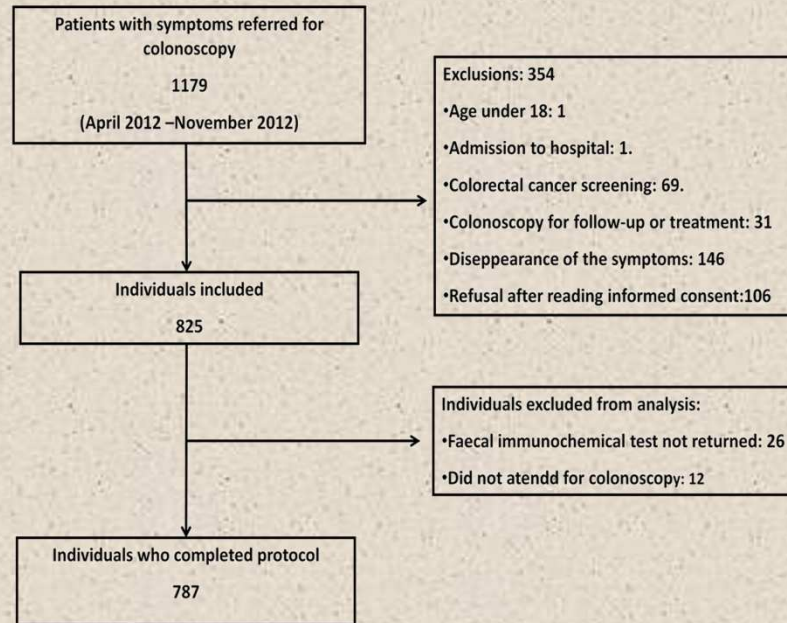 Patients with symptoms referred for
colonoscopy
1179
(April 2012 –November 2012)
Exclusions: 354
•Age under 18: 1
•Admission to hospital: 1.
•Colorectal cancer screening: 69.
•Colonoscopy for follow-up or treatment: 31
•Diseppearance of the symptoms: 146
•Refusal after reading informed consent:106
Individuals included
825
Individuals excluded from analysis:
•Faecal immunochemical test not returned: 26
•Did not atendd for colonoscopy: 12
Individuals who completed protocol
787